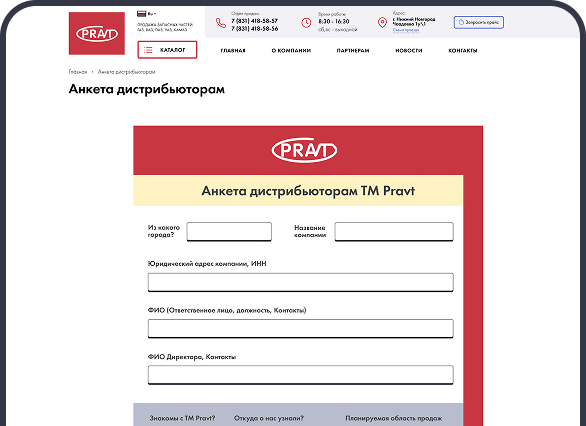 PRAVT
Ru
ПРОДАЖА ЗАПАСНЫХ ЧАСТЕЙ
ГАЗ, ВАЗ, ПАЗ, УАЗ, КАМАЗ
Отдел продаж:
7 (831) 418-58-57
7 (831) 418-58-56
Время работы
8:30 - 16:30
сб,вс - выходной
Адрес:
г. Нижний Новгород
Чаадаева 1у\1
Схема проезда
Запросить прайс
КАТАЛОГ
ГЛАВНАЯ
О КОМПАНИИ
ПАРТНЕРАМ
НОВОСТИ
КОНТАКТЫ
Главная › Анкета дистрибьюторам
Анкета дистрибьюторам
PRAVT
Анкета дистрибьюторам ТМ Pravt
Из какого
города?
Название
компании
Юридический адрес компании, ИНН
ФИО (Ответственное лицо, должность, Контакты)
ФИО Директора, Контакты
Знакомы с ТМ Pravt?
Откуда о нас узнали?
Планируемая область продаж